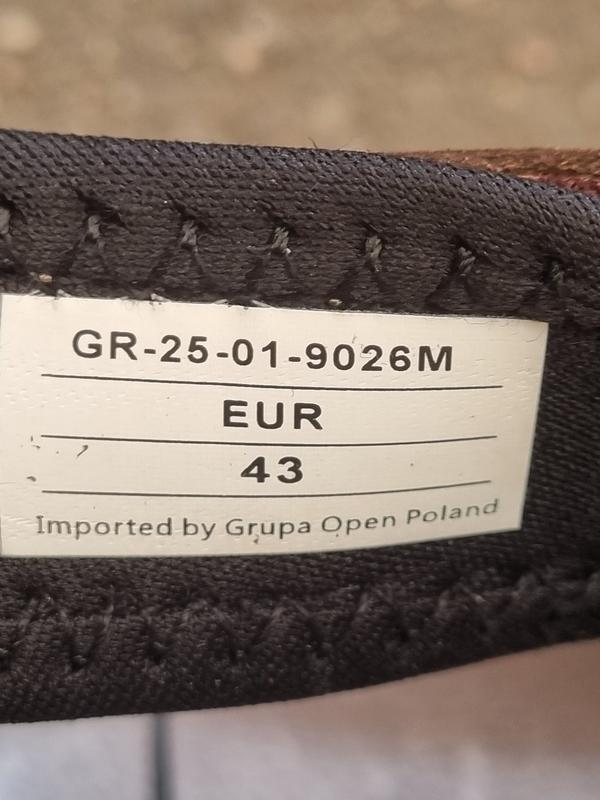 GR-25-01-9026M
EUR
43
Imported by Grupa Open Poland